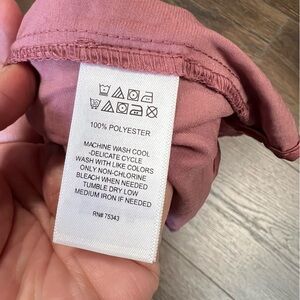 100% POLYESTER
MACHINE WASH COOL
-DELICATE CYCLE
WASH WITH LIKE COLORS
ONLY NON-CHLORINE
BLEACH WHEN NEEDED
TUMBLE DRY LOW
MEDIUM IRON IF NEEDED
RN# 75343